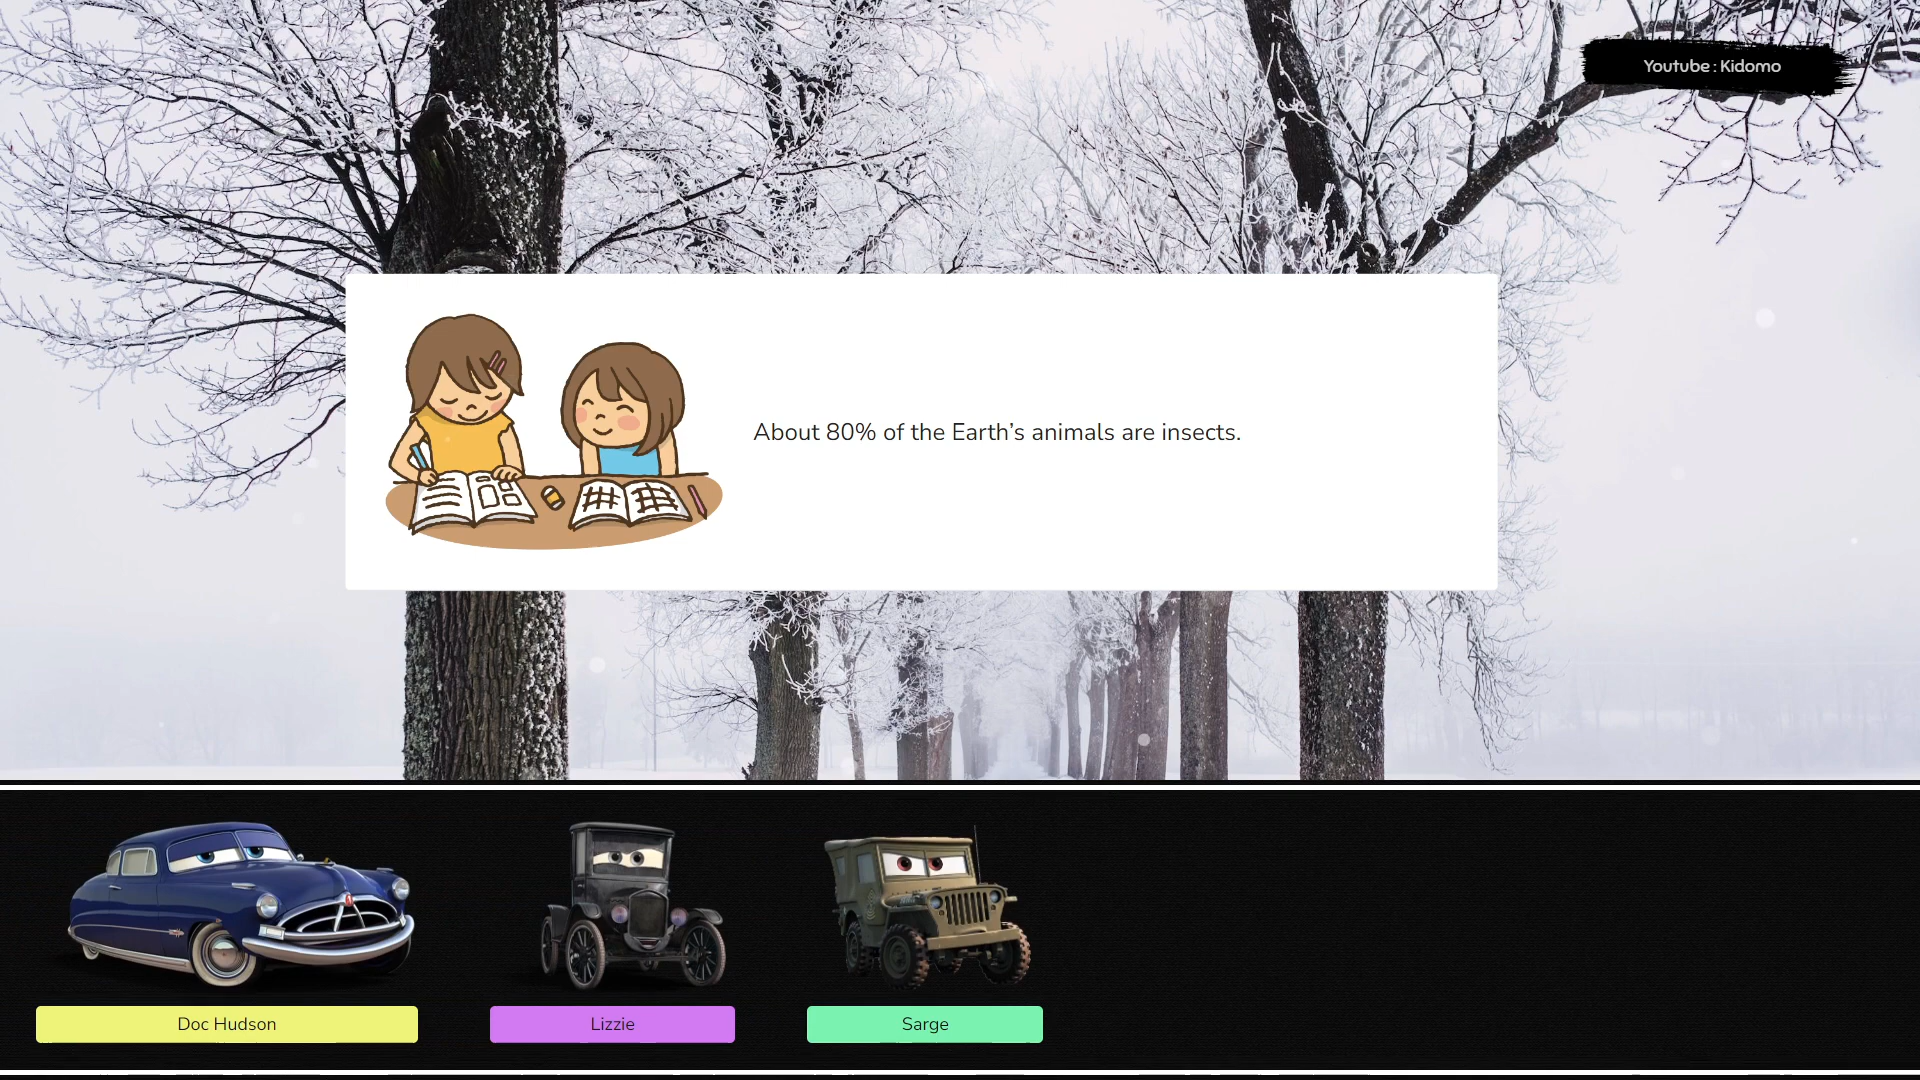 Youtube : Kidomo
About 80% of the Earth’s animals are insects.
Doc Hudson
Lizzie
Sarge